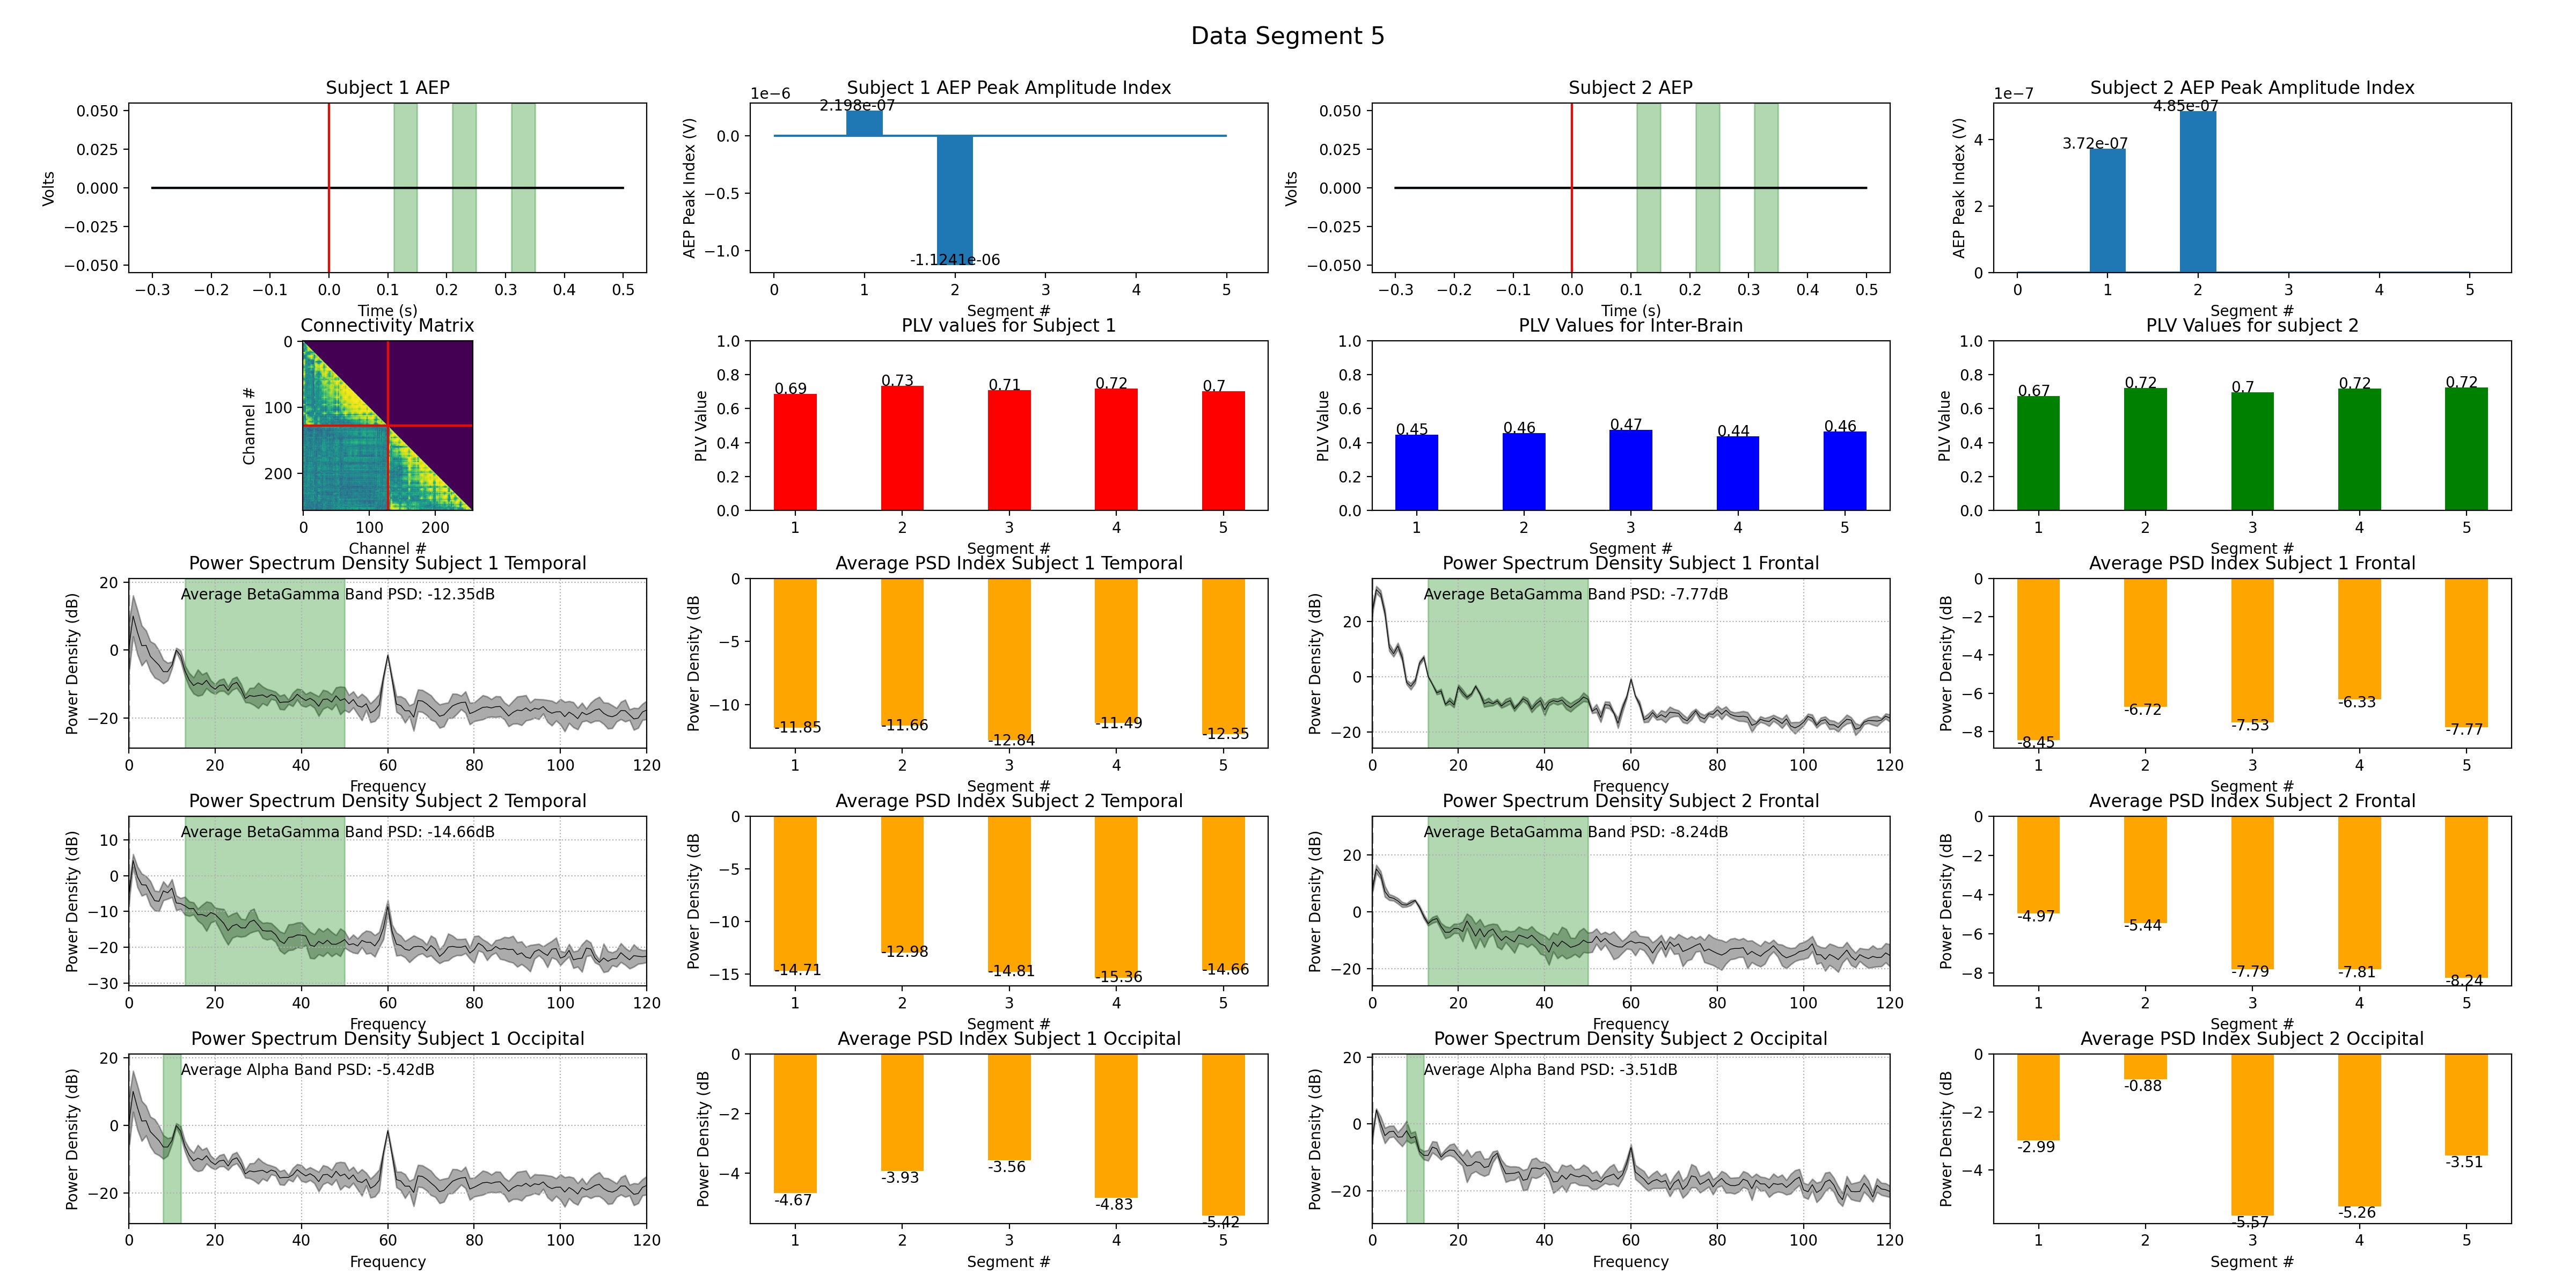 Data Segment 5
Subject 1 AEP
Volts
0.050
0.025
0.000
−0.025
−0.050
−0.3 −0.2 −0.1 0.0 0.1 0.2 0.3 0.4 0.5
Time (s)
Subject 1 AEP Peak Amplitude Index
1e−6
AEP Peak Index (V)
0.0
−0.5
−1.0
2.198e-07
-1.1241e-06
0 1 2 3 4 5
Segment #
Subject 2 AEP
Volts
0.050
0.025
0.000
−0.025
−0.050
−0.3 −0.2 −0.1 0.0 0.1 0.2 0.3 0.4 0.5
Time (s)
Subject 2 AEP Peak Amplitude Index
1e−7
AEP Peak Index (V)
4
2
0
3.72e-07
4.85e-07
0 1 2 3 4 5
Segment #
Connectivity Matrix
Channel #
0
100
200
0 100 200
Channel #
PLV values for Subject 1
PLV Value
1.0
0.8
0.6
0.4
0.2
0.0
0.69 0.73 0.71 0.72 0.7
1 2 3 4 5
Segment #
PLV Values for Inter-Brain
PLV Value
1.0
0.8
0.6
0.4
0.2
0.0
0.45 0.46 0.47 0.44 0.46
1 2 3 4 5
Segment #
PLV Values for subject 2
PLV Value
1.0
0.8
0.6
0.4
0.2
0.0
0.67 0.72 0.7 0.72 0.72
1 2 3 4 5
Segment #
Power Spectrum Density Subject 1 Temporal
Power Density (dB)
20
0
−20
Average BetaGamma Band PSD: -12.35dB
0 20 40 60 80 100 120
Frequency
Average PSD Index Subject 1 Temporal
Power Density (dB
0
−5
−10
-11.85 -11.66 -12.84 -11.49 -12.35
1 2 3 4 5
Segment #
Power Spectrum Density Subject 1 Frontal
Power Density (dB)
20
0
−20
Average BetaGamma Band PSD: -7.77dB
0 20 40 60 80 100 120
Frequency
Average PSD Index Subject 1 Frontal
Power Density (dB
0
−2
−4
−6
−8
-8.45 -6.72 -7.53 -6.33 -7.77
1 2 3 4 5
Segment #
Power Spectrum Density Subject 2 Temporal
Power Density (dB)
10
0
−10
−20
−30
Average BetaGamma Band PSD: -14.66dB
0 20 40 60 80 100 120
Frequency
Average PSD Index Subject 2 Temporal
Power Density (dB
0
−5
−10
−15
-14.71 -12.98 -14.81 -15.36 -14.66
1 2 3 4 5
Segment #
Power Spectrum Density Subject 2 Frontal
Power Density (dB)
20
0
−20
Average BetaGamma Band PSD: -8.24dB
0 20 40 60 80 100 120
Frequency
Average PSD Index Subject 2 Frontal
Power Density (dB
0
−2
−4
−6
−8
-4.97 -5.44 -7.79 -7.81 -8.24
1 2 3 4 5
Segment #
Power Spectrum Density Subject 1 Occipital
Power Density (dB)
20
0
−20
Average Alpha Band PSD: -5.42dB
0 20 40 60 80 100 120
Frequency
Average PSD Index Subject 1 Occipital
Power Density (dB
0
−2
−4
-4.67 -3.93 -3.56 -4.83 -5.42
1 2 3 4 5
Segment #
Power Spectrum Density Subject 2 Occipital
Power Density (dB)
20
0
−20
Average Alpha Band PSD: -3.51dB
0 20 40 60 80 100 120
Frequency
Average PSD Index Subject 2 Occipital
Power Density (dB
0
−2
−4
-2.99 -0.88 -5.57 -5.26 -3.51
1 2 3 4 5
Segment #